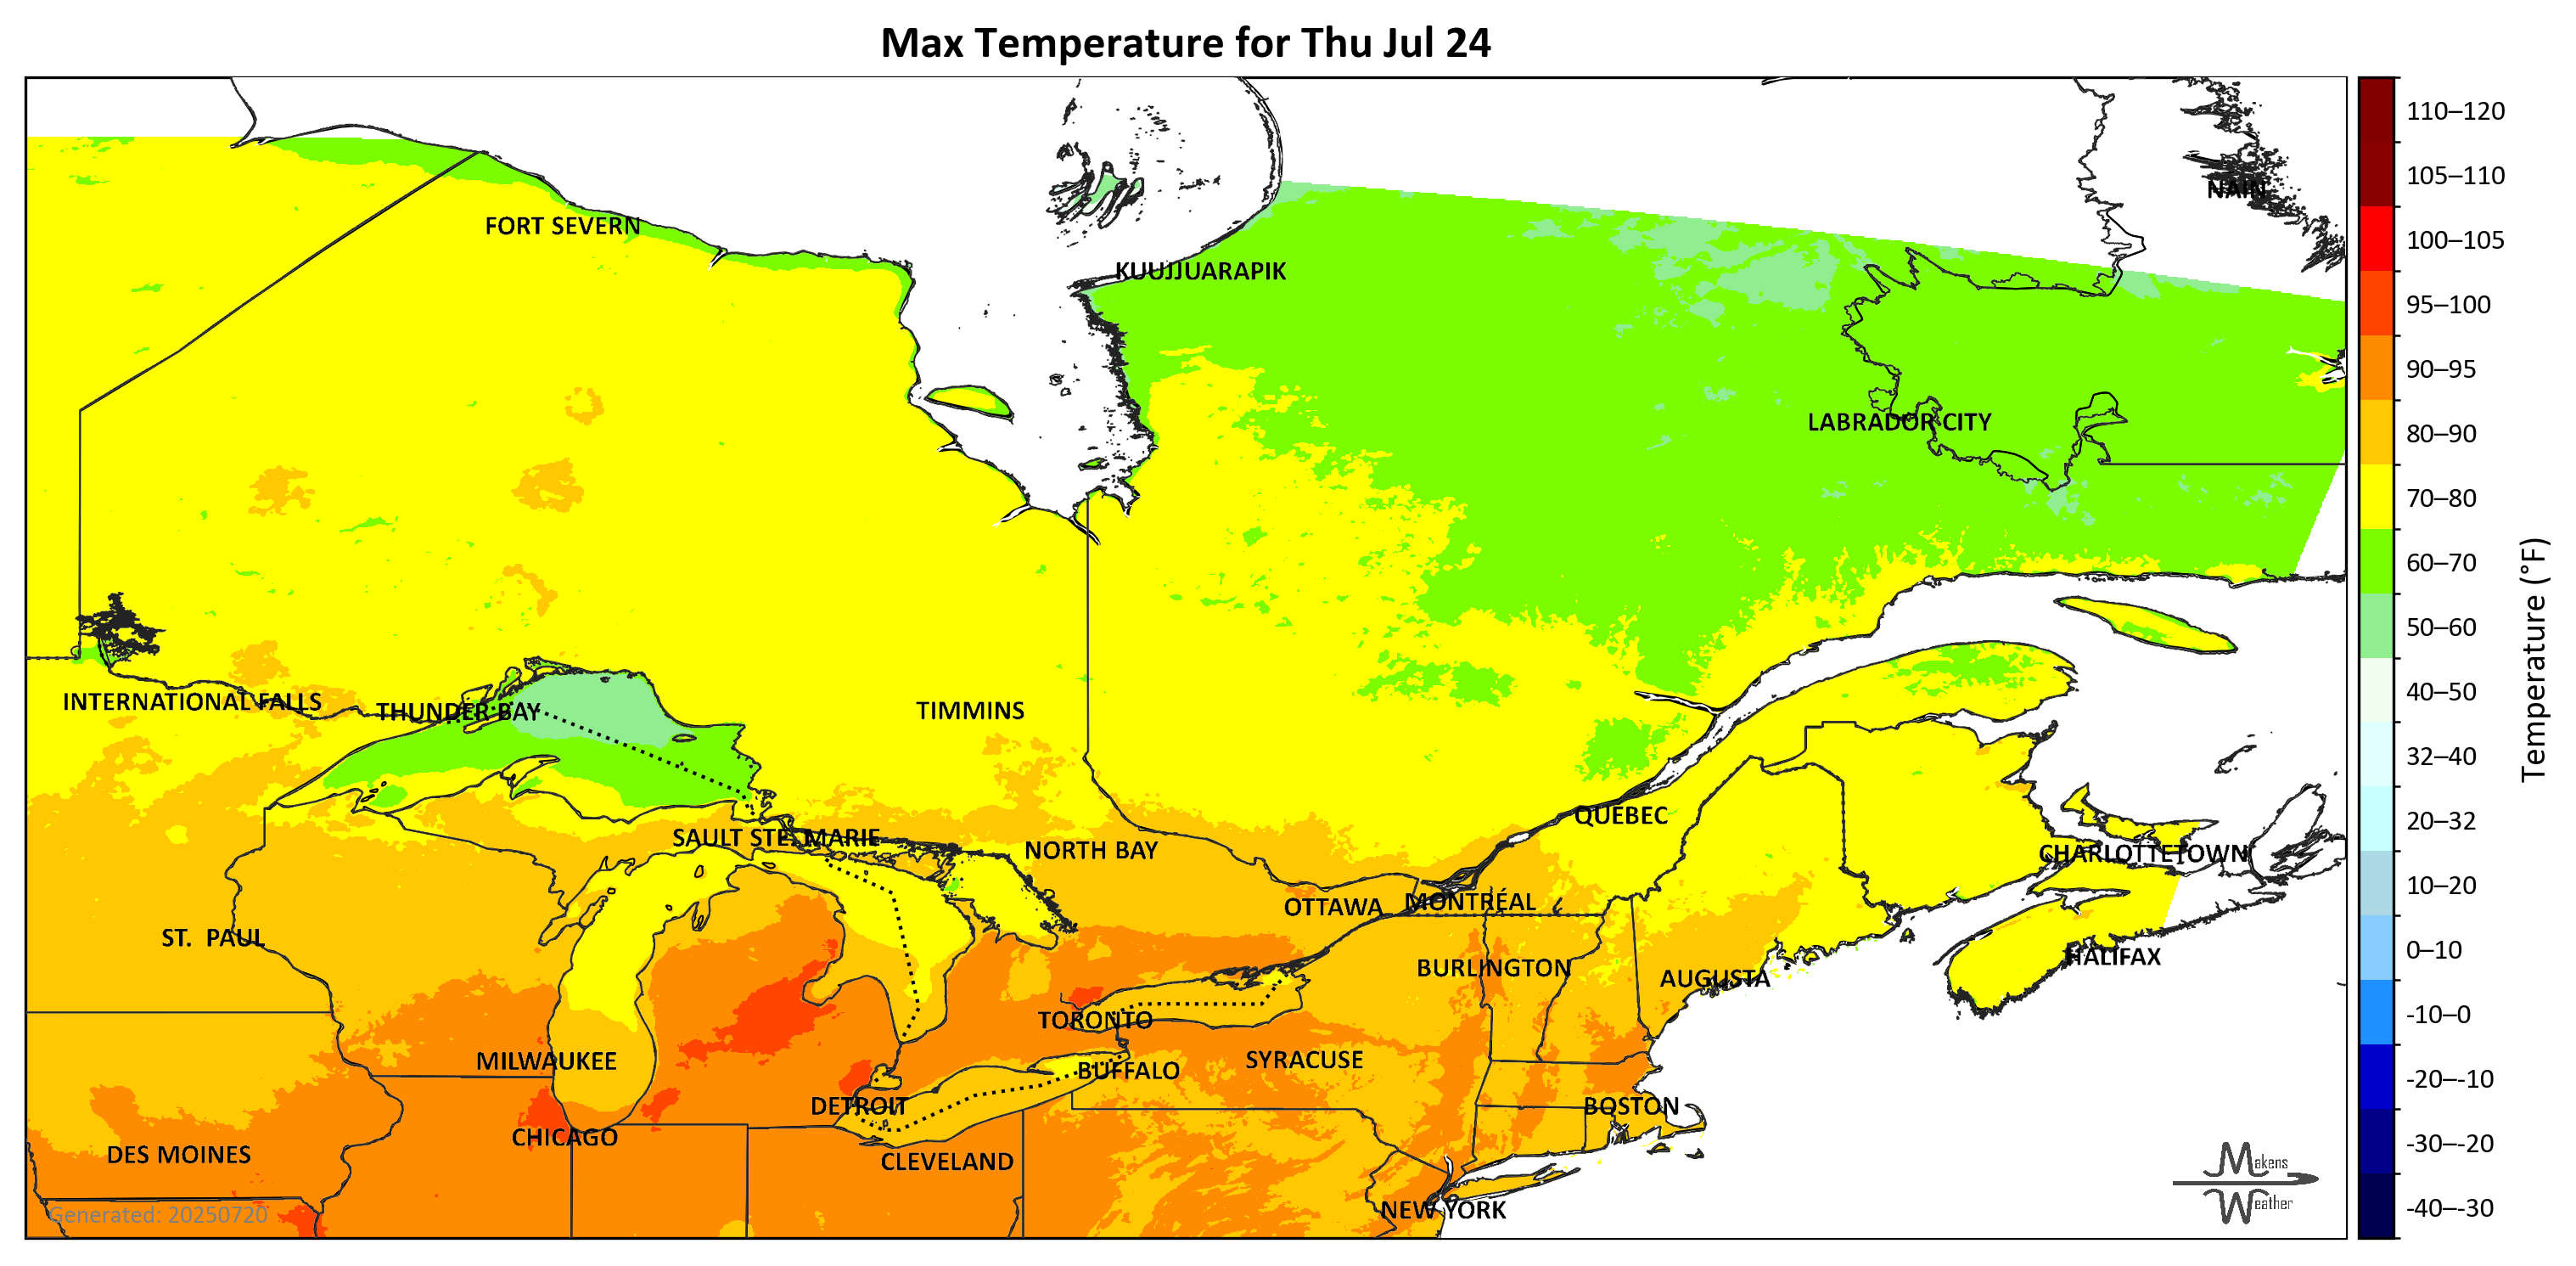 Max Temperature for Thu Jul 24
110–120
105–110
NAIN
FORT SEVERN
100–105
KUUJJUARAPIK
95–100
90–95
LABRADOR CITY
80–90
70–80
60–70
50–60
Temperature (°F)
INTERNATIONAL FALLS
THUNDER BAY
TIMMINS
40–50
32–40
QUEBEC
20–32
SAULT STE. MARIE
NORTH BAY
CHARLOTTETOWN
10–20
OTTAWA
MONTRÉAL
ST. PAUL
0–10
HALIFAX
BURLINGTON
AUGUSTA
-10–0
TORONTO
MILWAUKEE
SYRACUSE
BUFFALO
-20–-10
DETROIT
BOSTON
CHICAGO
-30–-20
DES MOINES
CLEVELAND
Makens
Weather
-40–-30
NEW YORK
Generated: 20250720